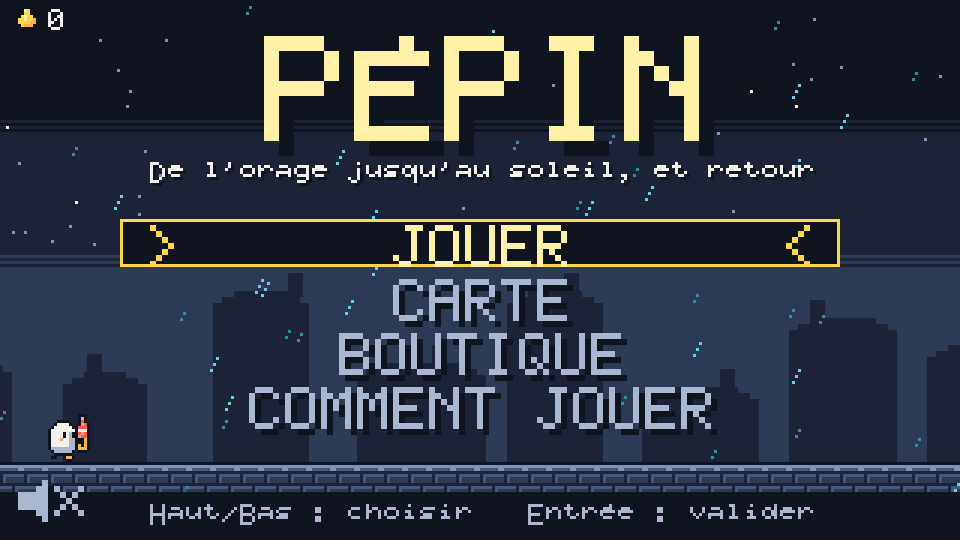 0
PÉPIN
De l'orage jusqu'au soleil, et retour
> JOUER <
CARTE
BOUTIQUE
COMMENT JOUER
Haut/Bas : choisir Entrée : valider